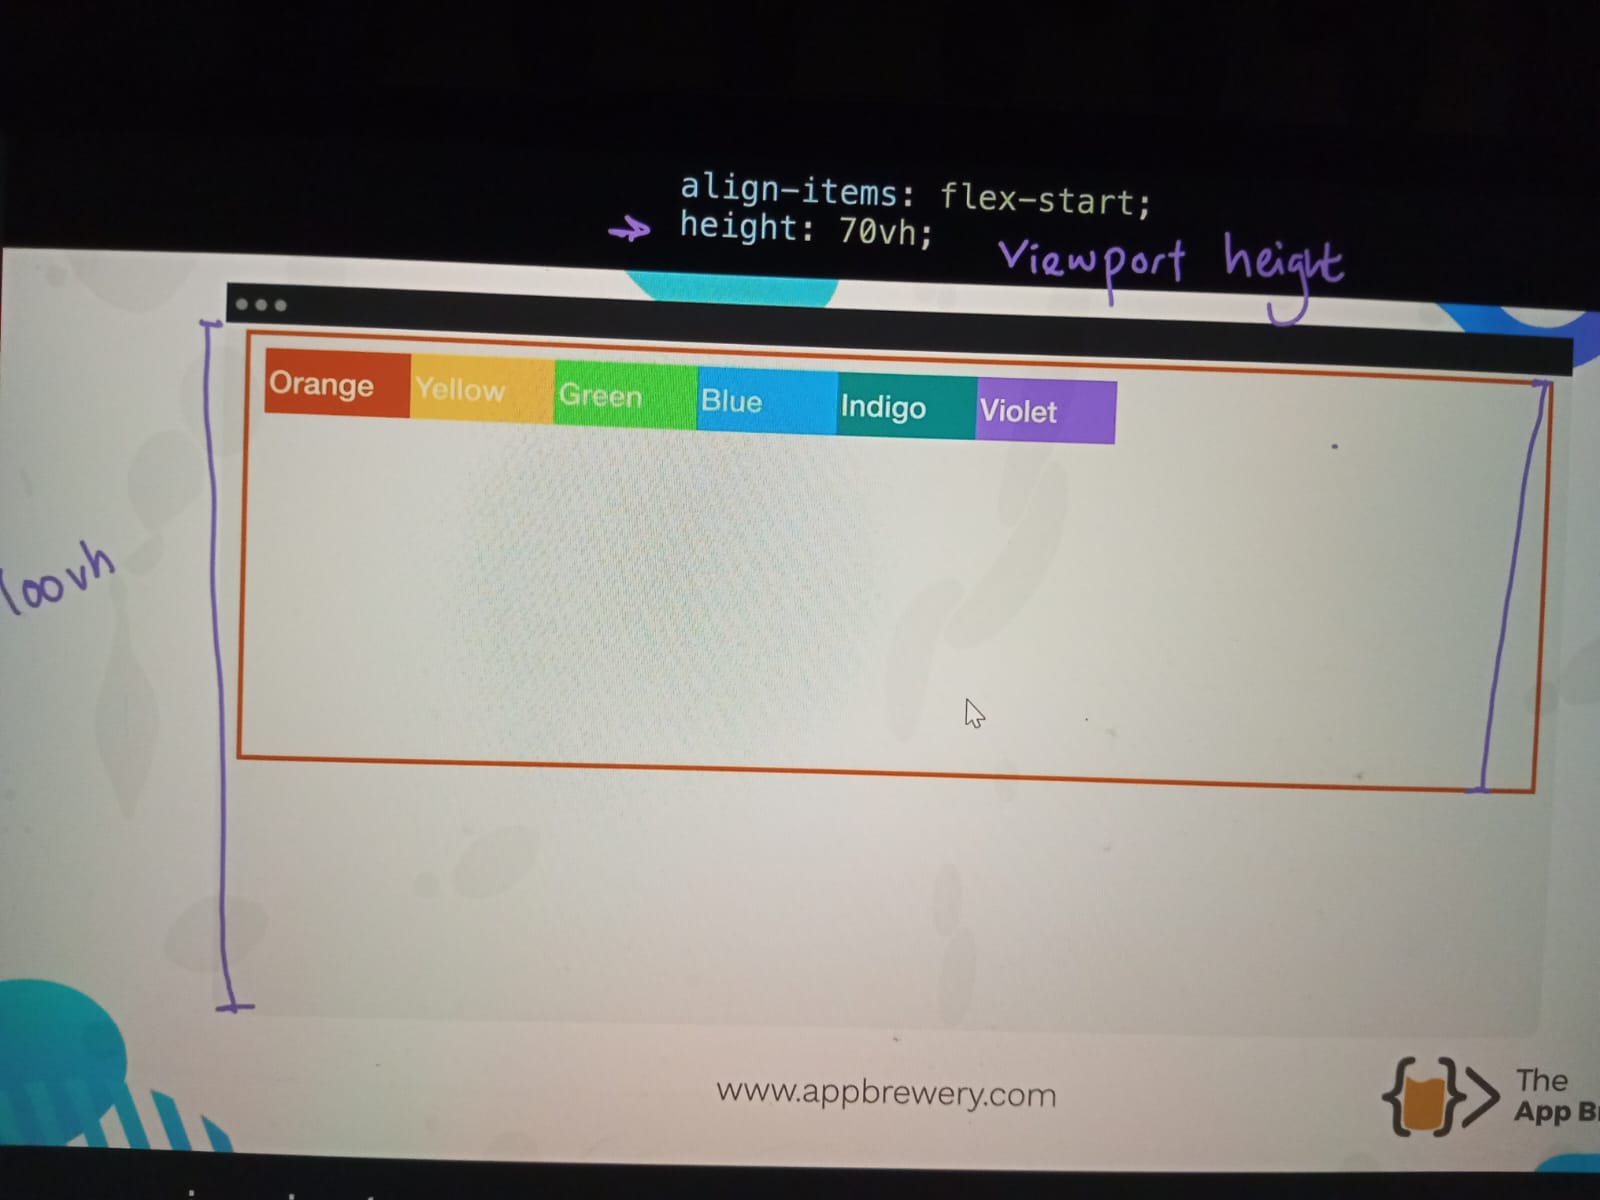 align-items: flex-start;
height: 70vh;
Viewport height
Orange Yellow Green Blue Indigo Violet
100vh
www.appbrewery.com
The
App